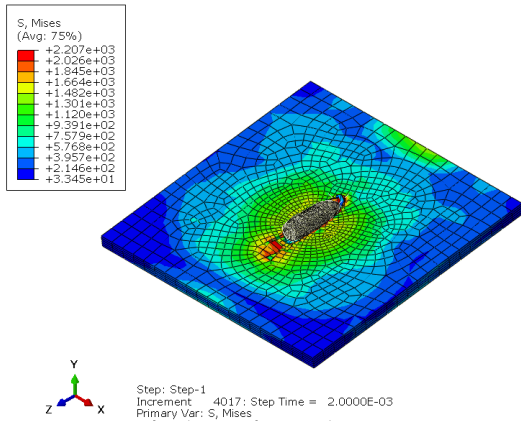 S, Mises
(Avg: 75%)
+2.207e+03
+2.026e+03
+1.845e+03
+1.664e+03
+1.482e+03
+1.301e+03
+1.120e+03
+9.391e+02
+7.579e+02
+5.768e+02
+3.957e+02
+2.146e+02
+3.345e+01
Y
Z X
Step: Step-1
Increment 4017: Step Time = 2.0000E-03
Primary Var: S, Mises